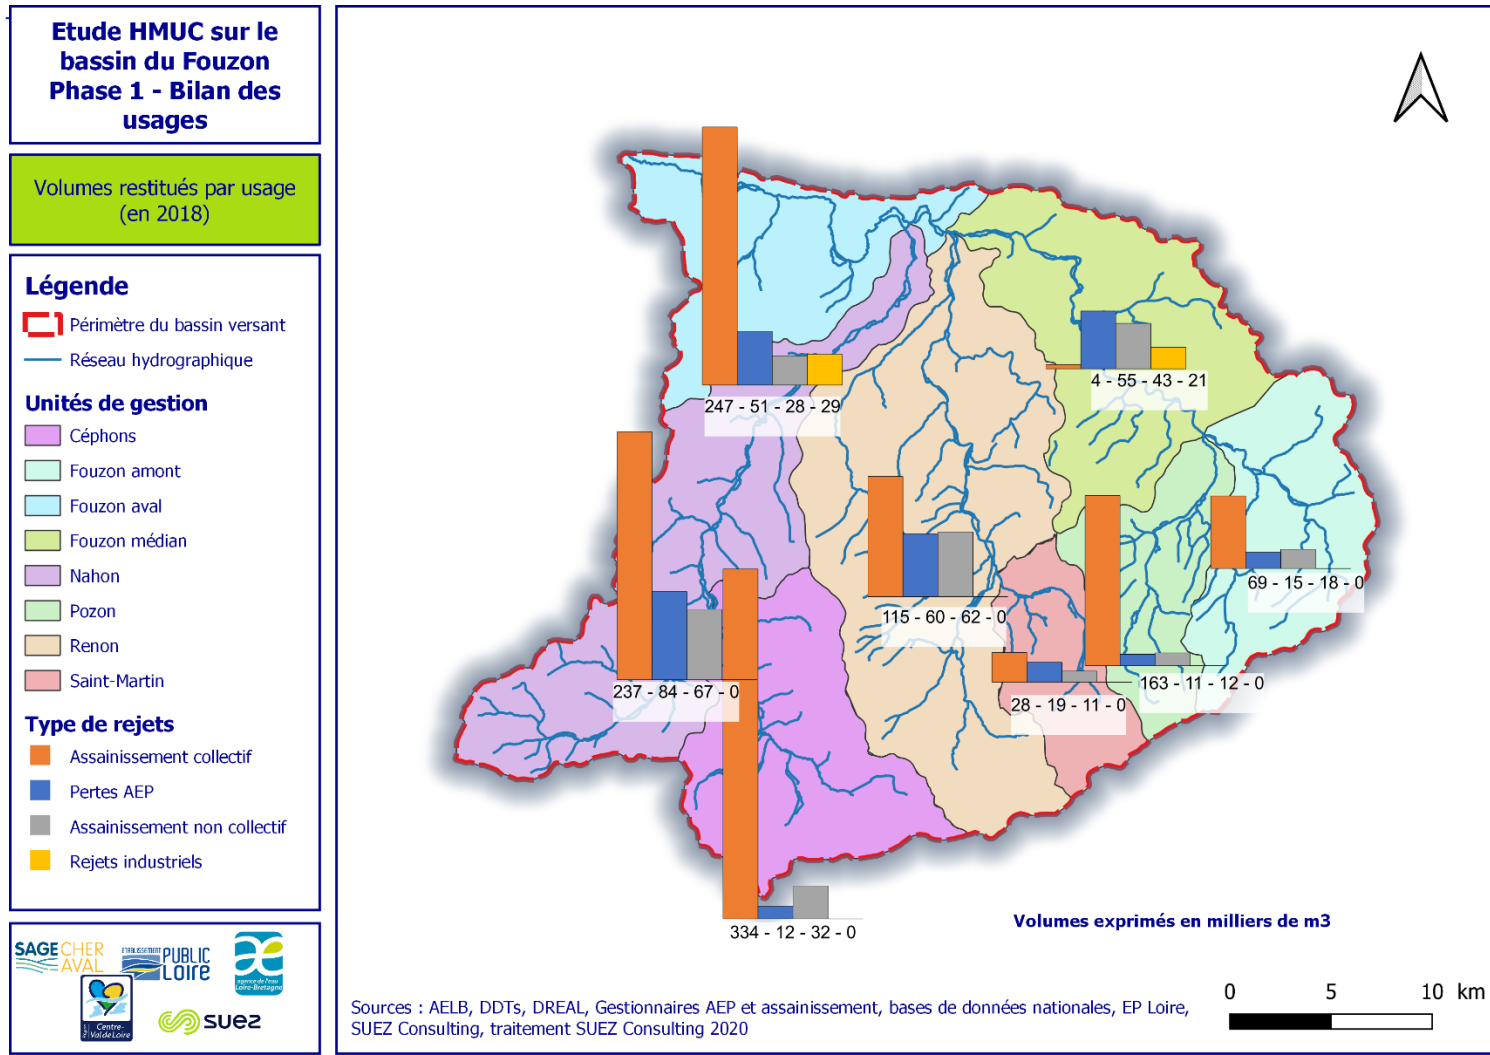 Etude HMUC sur le
bassin du Fouzon
Phase 1 - Bilan des
usages
Volumes restitués par usage
(en 2018)
Légende
Périmètre du bassin versant
Réseau hydrographique
Unités de gestion
Céphons
Fouzon amont
Fouzon aval
Fouzon médian
Nahon
Pozon
Renon
Saint-Martin
Type de rejets
Assainissement collectif
Pertes AEP
Assainissement non collectif
Rejets industriels
SAGE CHER
AVAL
ETABLISSEMENT PUBLIC
LOIRE
agence de l'eau
Loire-Bretagne
Centre-
Val de Loire
suez
247 - 51 - 28 - 29
4 - 55 - 43 - 21
69 - 15 - 18 - 0
115 - 60 - 62 - 0
163 - 11 - 12 - 0
237 - 84 - 67 - 0
28 - 19 - 11 - 0
334 - 12 - 32 - 0
Volumes exprimés en milliers de m3
Sources : AELB, DDTs, DREAL, Gestionnaires AEP et assainissement, bases de données nationales, EP Loire,
SUEZ Consulting, traitement SUEZ Consulting 2020
0 5 10 km